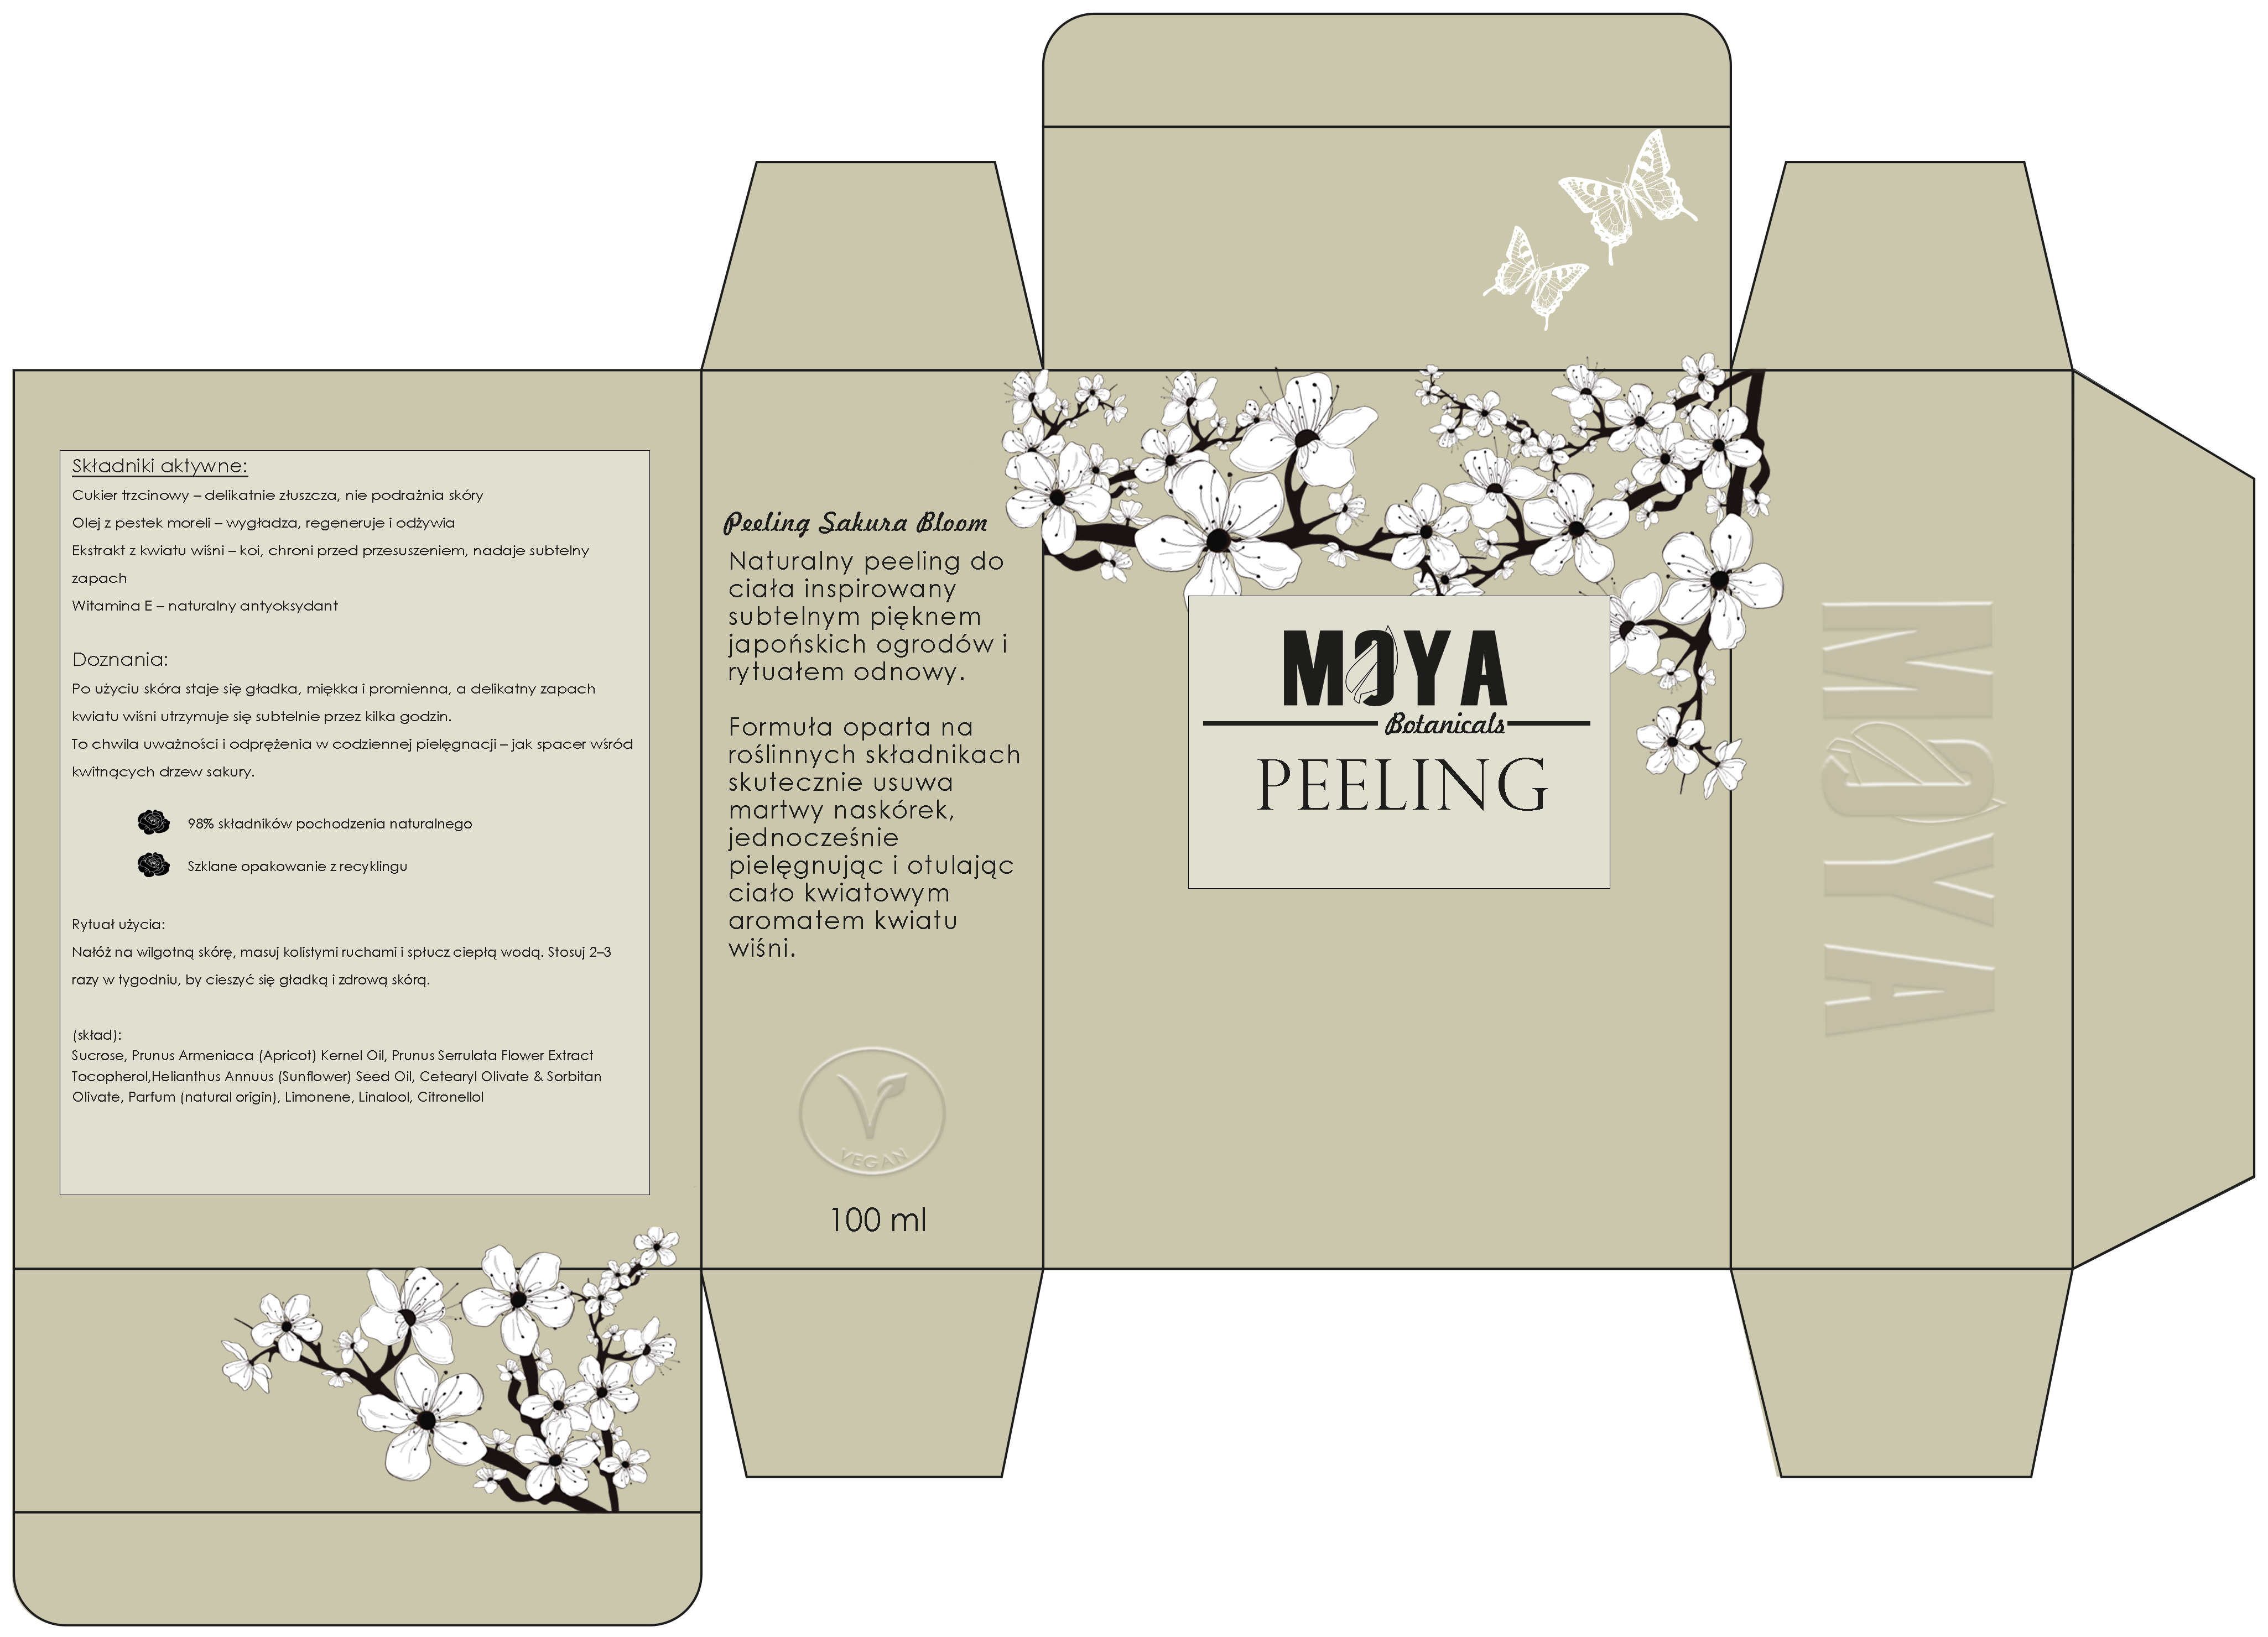 Składniki aktywne:
Cukier trzcinowy – delikatnie złuszcza, nie podrażnia skóry
Olej z pestek moreli – wygładza, regeneruje i odżywia
Ekstrakt z kwiatu wiśni – koi, chroni przed przesuszeniem, nadaje subtelny
zapach
Witamina E – naturalny antyoksydant
Doznania:
Po użyciu skóra staje się gładka, miękka i promienna, a delikatny zapach
kwiatu wiśni utrzymuje się subtelnie przez kilka godzin.
To chwila uważności i odprężenia w codziennej pielęgnacji – jak spacer wśród
kwitnących drzew sakury.
98% składników pochodzenia naturalnego
Szklane opakowanie z recyklingu
Rytuał użycia:
Nałóż na wilgotną skórę, masuj kolistymi ruchami i spłucz ciepłą wodą. Stosuj 2–3
razy w tygodniu, by cieszyć się gładką i zdrową skórą.
(skład):
Sucrose, Prunus Armeniaca (Apricot) Kernel Oil, Prunus Serrulata Flower Extract
Tocopherol,Helianthus Annuus (Sunflower) Seed Oil, Cetearyl Olivate & Sorbitan
Olivate, Parfum (natural origin), Limonene, Linalool, Citronellol
Peeling Sakura Bloom
Naturalny peeling do
ciała inspirowany
subtelnym pięknem
japońskich ogrodów i
rytuałem odnowy.
Formuła oparta na
roślinnych składnikach
skutecznie usuwa
martwy naskórek,
jednocześnie
pielęgnując i otulając
ciało kwiatowym
aromatem kwiatu
wiśni.
VEGAN
100 ml
MOYA
Botanicals
PEELING
MOYA